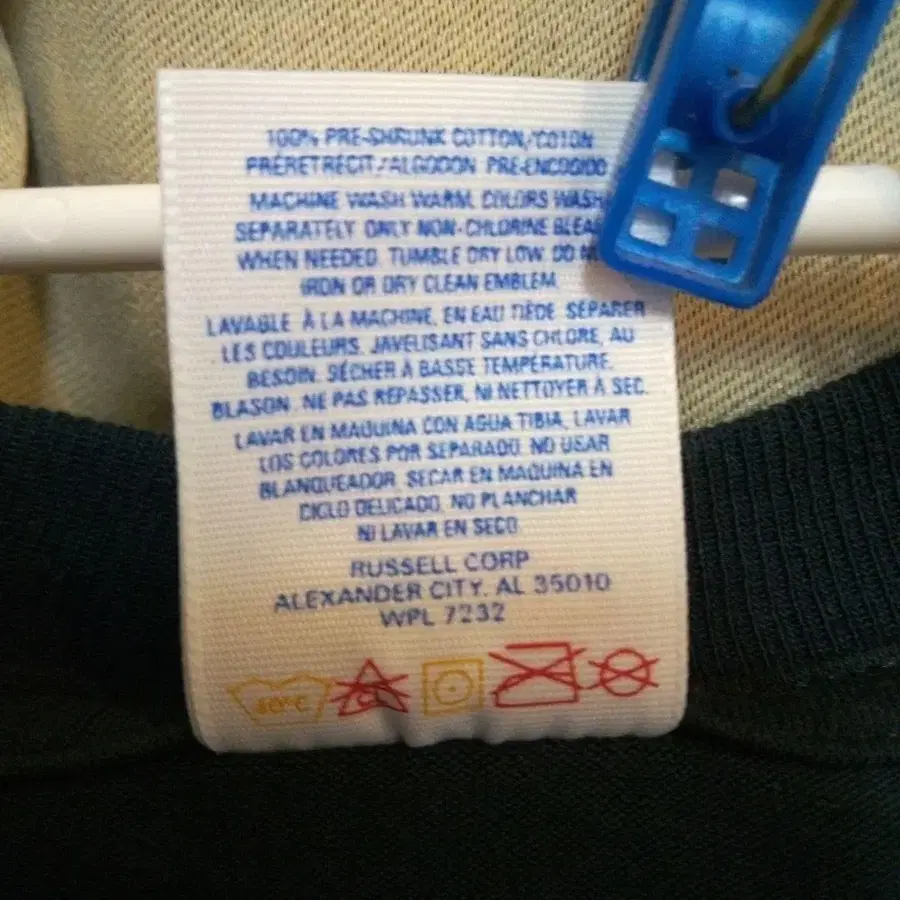 100% PRE-SHRUNK COTTON/COTON
PRÉRETRECIT/ALGODON PRE-ENCOGIDO
MACHINE WASH WARM. COLORS WASH
SEPARATELY ONLY NON-CHLORINE BLEA
WHEN NEEDED. TUMBLE DRY LOW. DO N
IRON OR DRY CLEAN EMBLEM.
LAVABLE À LA MACHINE, EN EAU TIÈDE. SÉPARER
LES COULEURS. JAVELISANT SANS CHLORE, AU
BESOIN. SÉCHER À BASSE TEMPÉRATURE.
BLASON. NE PAS REPASSER, NI NETTOYER À SEC.
LAVAR EN MAQUINA CON AGUA TIBIA, LAVAR
LOS COLORES POR SEPARADO. NO USAR
BLANQUEADOR. SECAR EN MAQUINA EN
CICLO DELICADO. NO PLANCHAR
NI LAVAR EN SECO.
RUSSELL CORP
ALEXANDER CITY, AL 35010
WPL 7232